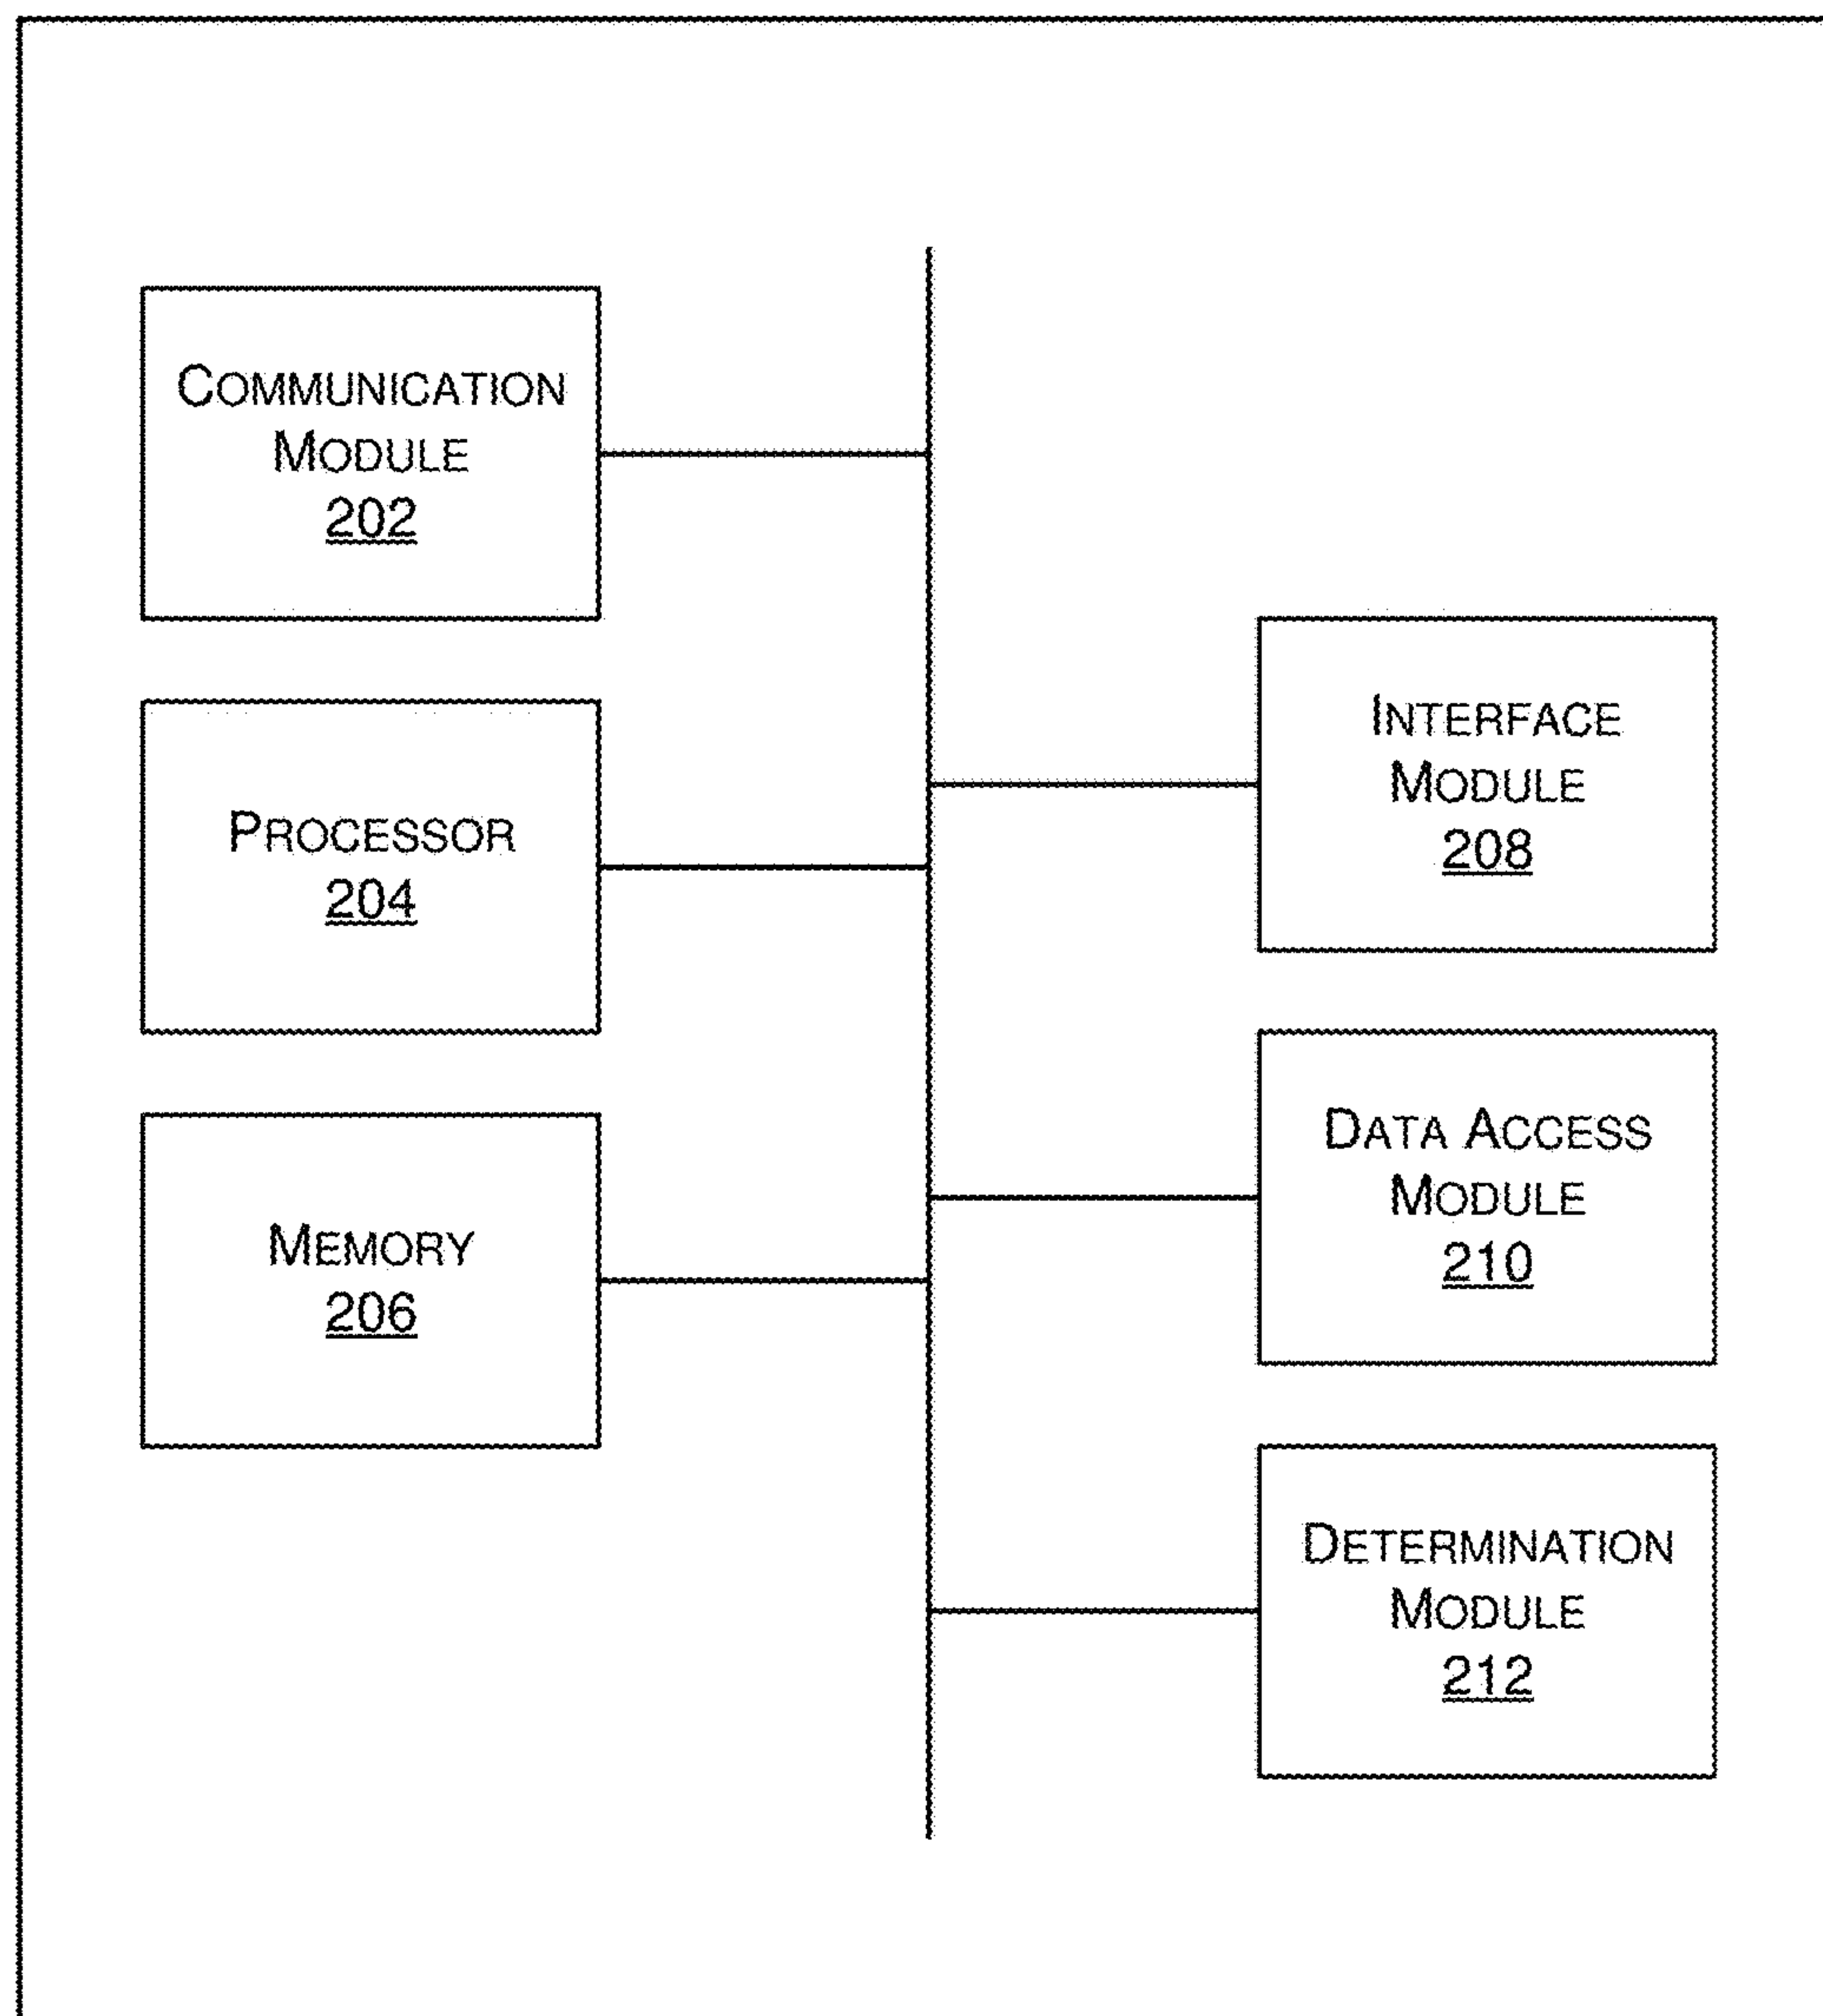 COMMUNICATION
MODULE
202
PROCESSOR
204
MEMORY
206
INTERFACE
MODULE
208
DATA ACCESS
MODULE
210
DETERMINATION
MODULE
212